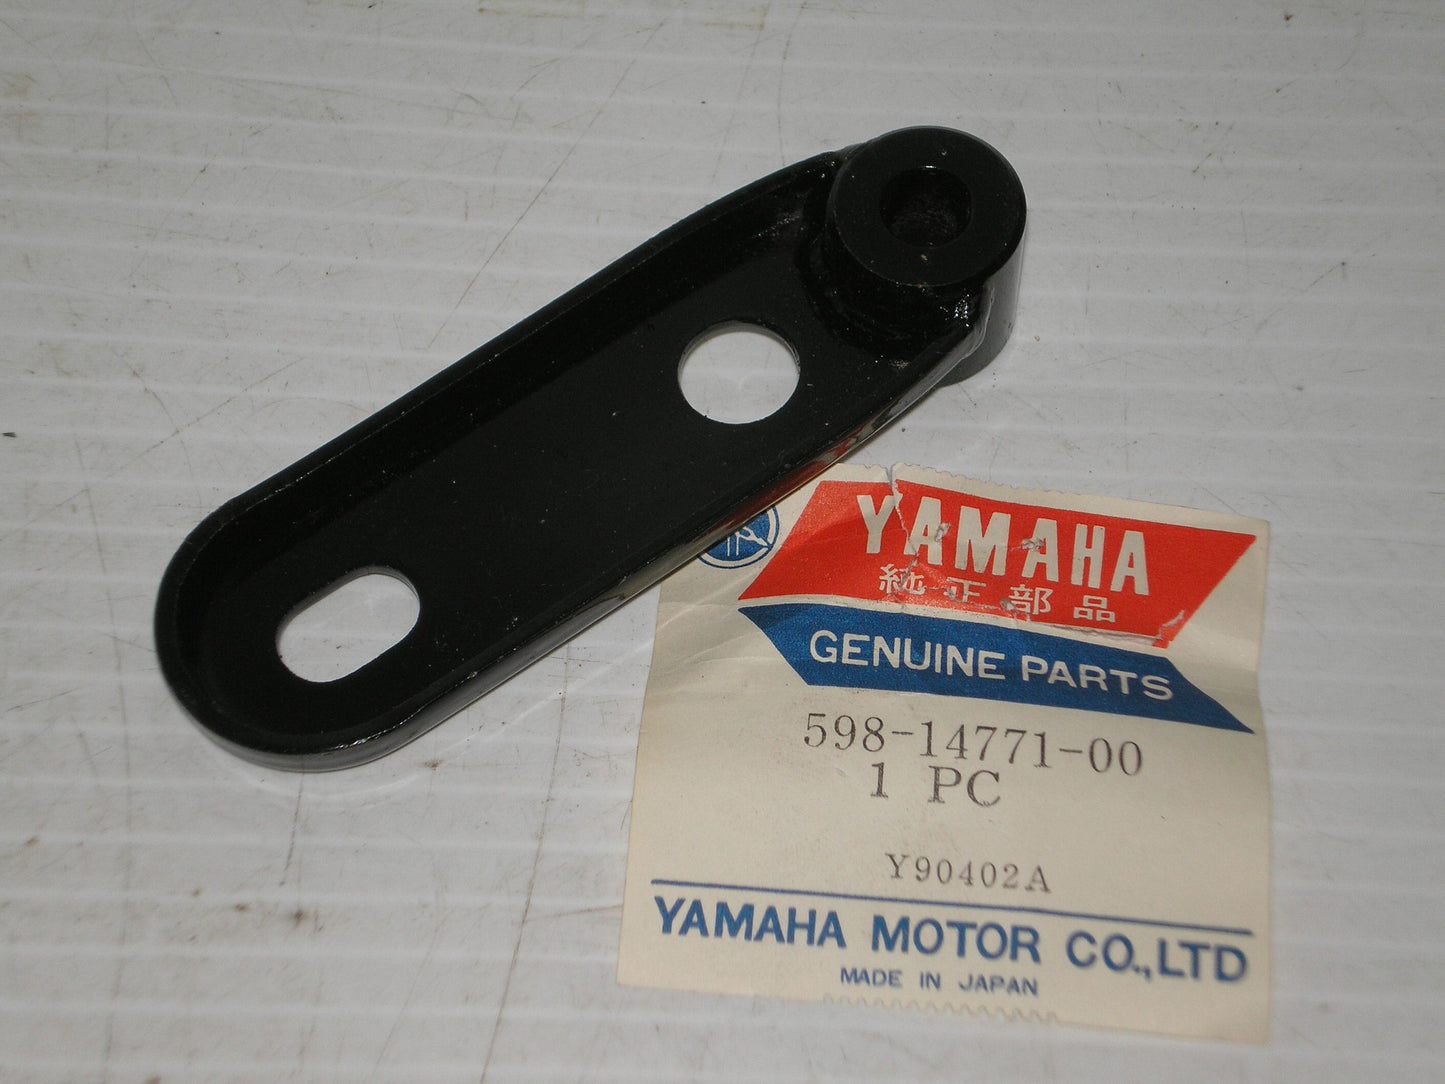 YAMAHA
純正部品
GENUINE PARTS
598-14771-00
1 PC
Y90402A
YAMAHA MOTOR CO.,LTD
MADE IN JAPAN